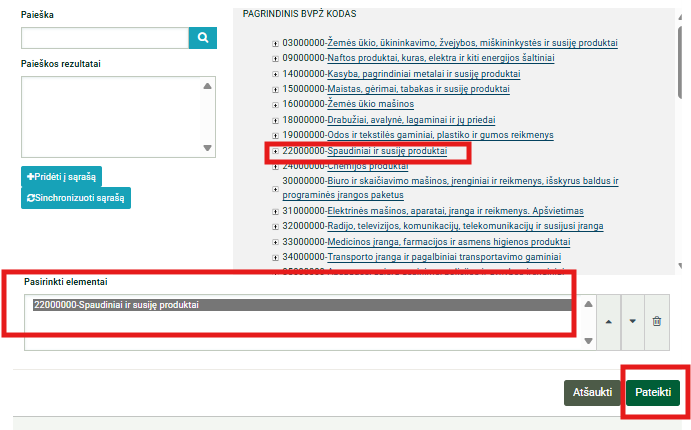 Paieška
Paieškos rezultatai
+Pridėti į sąrašą
Sinchronizuoti sąrašą
PAGRINDINIS BVPŽ KODAS
03000000-Žemės ūkio, ūkininkavimo, žvejybos, miškininkystės ir susiję produktai
09000000-Naftos produktai, kuras, elektra ir kiti energijos šaltiniai
14000000-Kasyba, pagrindiniai metalai ir susiję produktai
15000000-Maistas, gėrimai, tabakas ir susiję produktai
16000000-Žemės ūkio mašinos
18000000-Drabužiai, avalynė, lagaminai ir jų priedai
19000000-Odos ir tekstilės gaminiai, plastiko ir gumos reikmenys
22000000-Spaudiniai ir susiję produktai
24000000-Chemijos produktai
30000000-Biuro ir skaičiavimo mašinos, įrenginiai ir reikmenys, išskyrus baldus ir
programinės įrangos paketus
31000000-Elektrinės mašinos, aparatai, įranga ir reikmenys. Apšvietimas
32000000-Radijo, televizijos, komunikacijų, telekomunikacijų ir susijusi įranga
33000000-Medicinos įranga, farmacijos ir asmens higienos produktai
34000000-Transporto įranga ir pagalbiniai transportavimo gaminiai
Pasirinkti elementai
22000000-Spaudiniai ir susiję produktai
Atšaukti
Pateikti